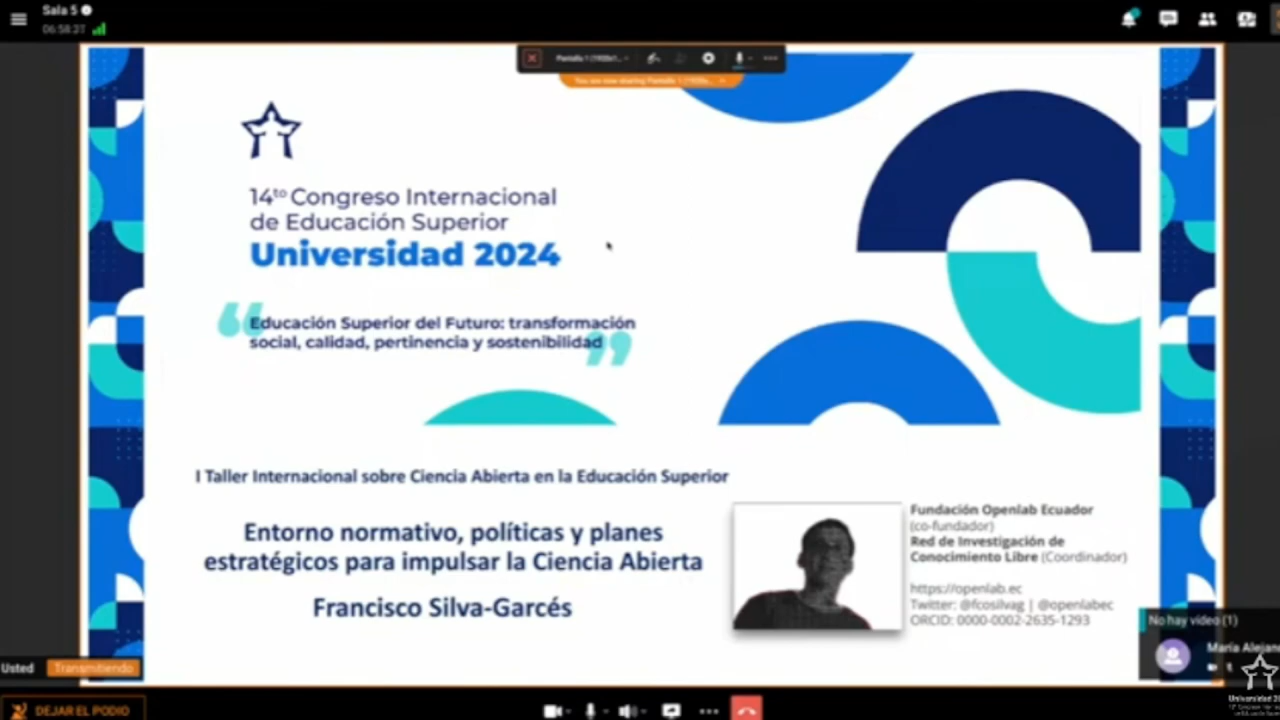 Sala 5
06:58:27
14to Congreso Internacional
de Educación Superior
Universidad 2024
“Educación Superior del Futuro: transformación
social, calidad, pertinencia y sostenibilidad”
I Taller Internacional sobre Ciencia Abierta en la Educación Superior
Entorno normativo, políticas y planes
estratégicos para impulsar la Ciencia Abierta
Francisco Silva-Garcés
Fundación Openlab Ecuador
(co-fundador)
Red de Investigación de
Conocimiento Libre (Coordinador)
https://openlab.ec
Twitter: @fcosilvag | @openlabec
ORCID: 0000-0002-2635-1293
No hay vídeo (1)
María Alejan
Usted Transmitiendo
DEJAR EL PODIO